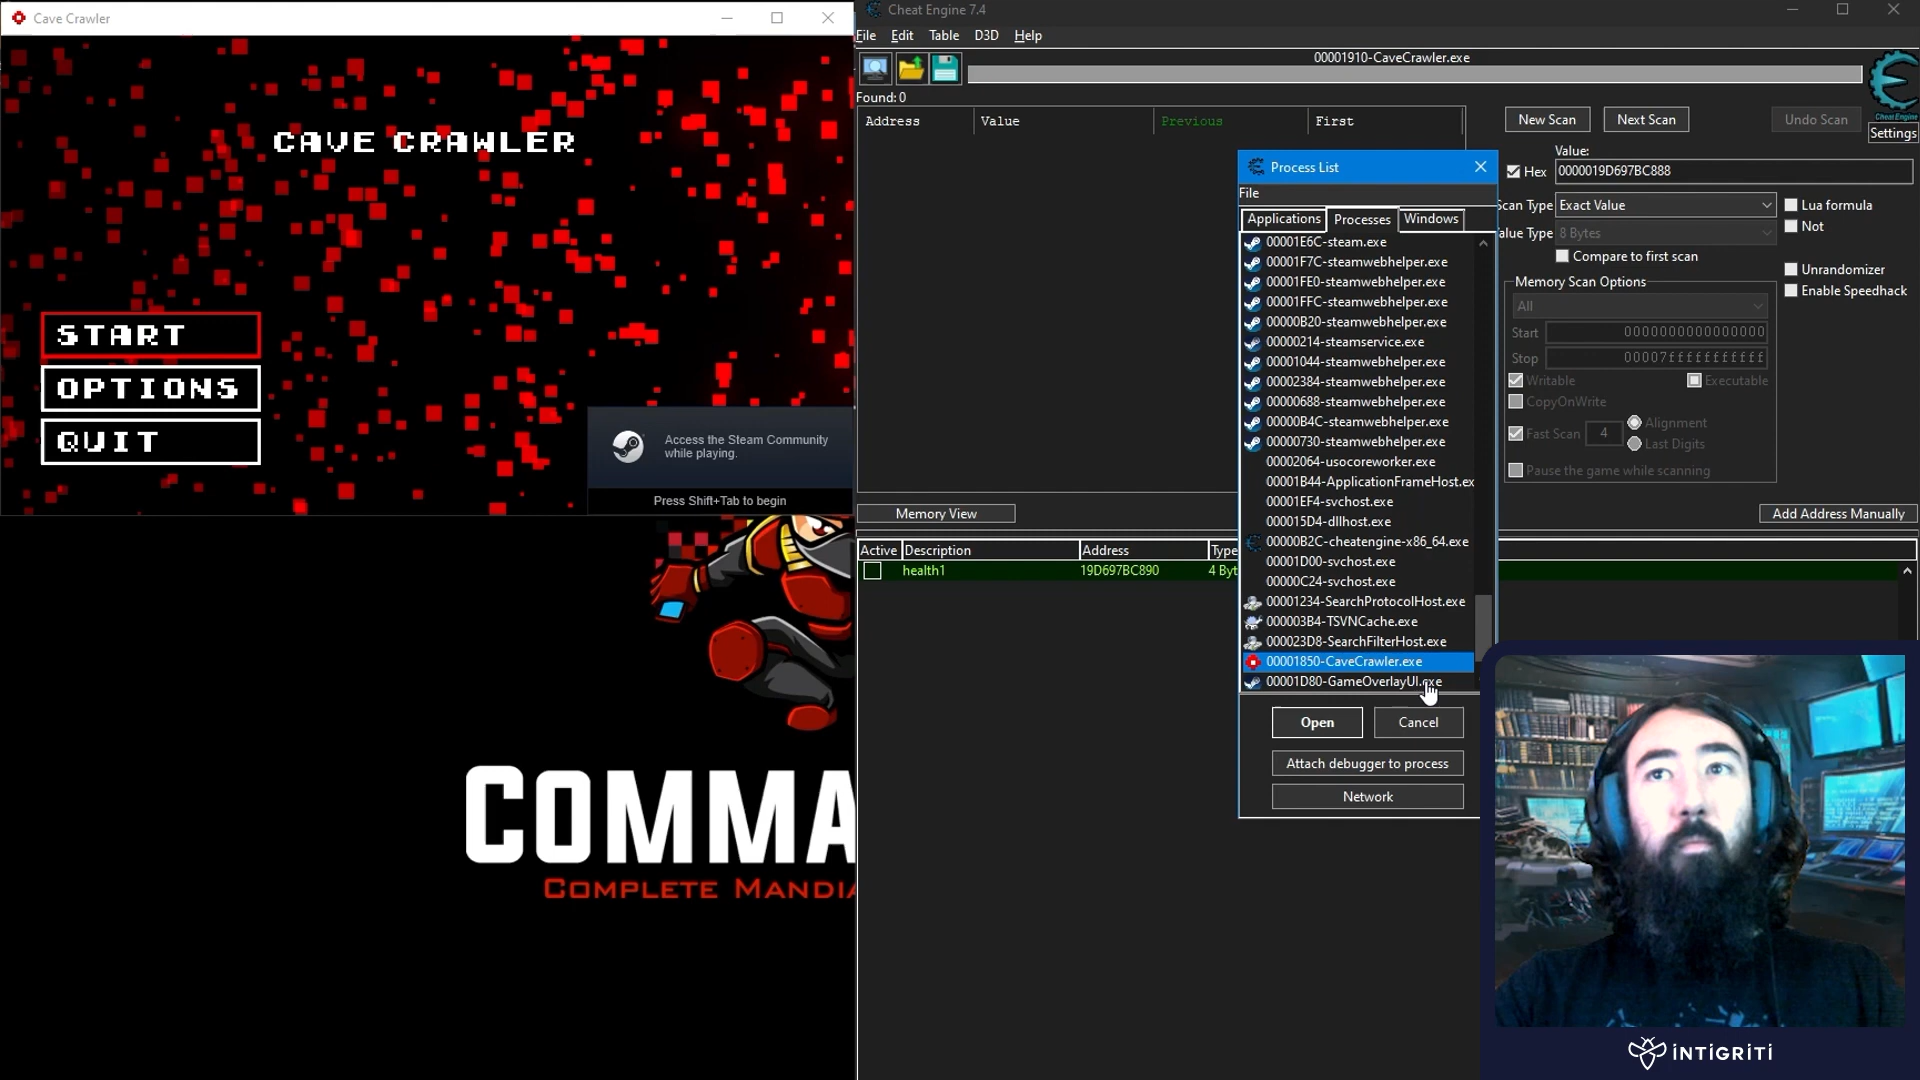 Cave Crawler
CAVE CRAWLER
START
OPTIONS
QUIT
Access the Steam Community
while playing.
Press Shift+Tab to begin
COMMA
COMPLETE MANDIA
Cheat Engine 7.4
File Edit Table D3D Help
00001910-CaveCrawler.exe
Found: 0
Address Value Previous First
New Scan Next Scan Undo Scan
Cheat Engine
Settings
Value:
Hex 0000019D697BC888
Scan Type Exact Value
Lua formula
Not
Value Type 8 Bytes
Compare to first scan
Memory Scan Options
All
Start 0000000000000000
Stop 00007fffffffffff
Writable Executable
CopyOnWrite
Fast Scan 4 Alignment
Last Digits
Pause the game while scanning
Unrandomizer
Enable Speedhack
Memory View
Add Address Manually
Active Description Address Type
health1 19D697BC890 4 Byt
Process List
File
Applications Processes Windows
00001E6C-steam.exe
00001F7C-steamwebhelper.exe
00001FE0-steamwebhelper.exe
00001FFC-steamwebhelper.exe
00000B20-steamwebhelper.exe
00000214-steamservice.exe
00001044-steamwebhelper.exe
00002384-steamwebhelper.exe
00000688-steamwebhelper.exe
00000B4C-steamwebhelper.exe
00000730-steamwebhelper.exe
00002064-usocoreworker.exe
00001B44-ApplicationFrameHost.ex
00001EF4-svchost.exe
000015D4-dllhost.exe
00000B2C-cheatengine-x86_64.exe
00001D00-svchost.exe
00000C24-svchost.exe
00001234-SearchProtocolHost.exe
000003B4-TSVNCache.exe
000023D8-SearchFilterHost.exe
00001850-CaveCrawler.exe
00001D80-GameOverlayUI.exe
Open Cancel
Attach debugger to process
Network
INTIGRITI